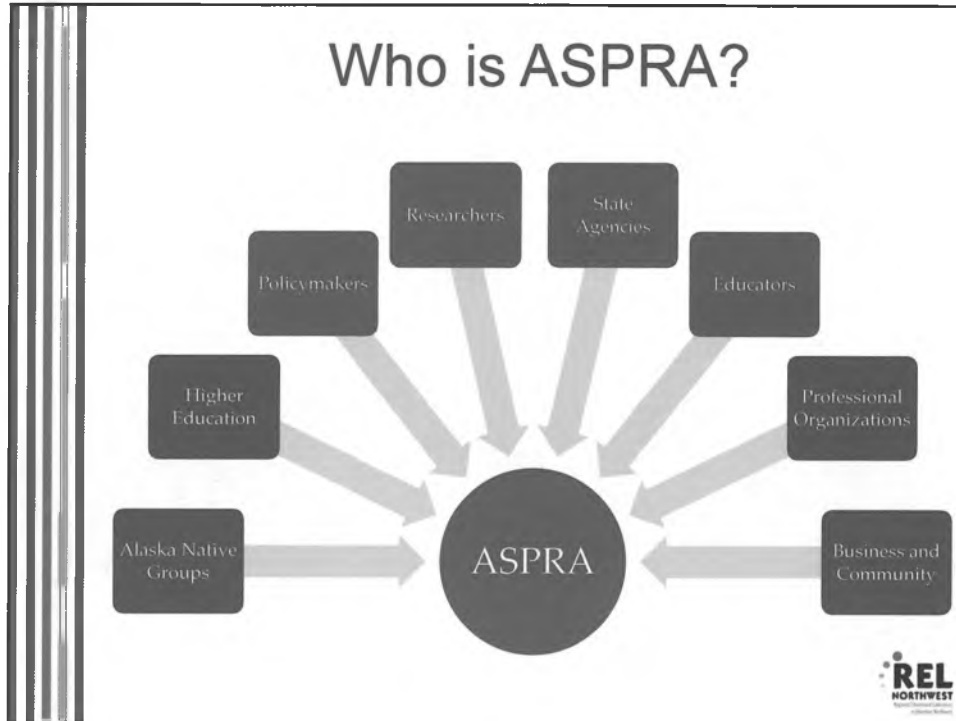 Who is ASPRA?
Researchers
State
Agencies
Policymakers
Educators
Higher
Education
Professional
Organizations
Alaska Native
Groups
ASPRA
Business and
Community
REL
NORTHWEST